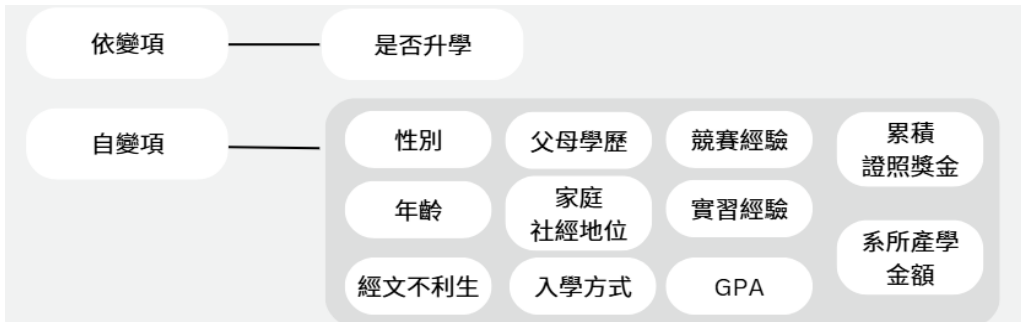 依變項
是否升學
自變項
性別
父母學歷
競賽經驗
累積
證照獎金
年齡
家庭
社經地位
實習經驗
系所產學
金額
經文不利生
入學方式
GPA